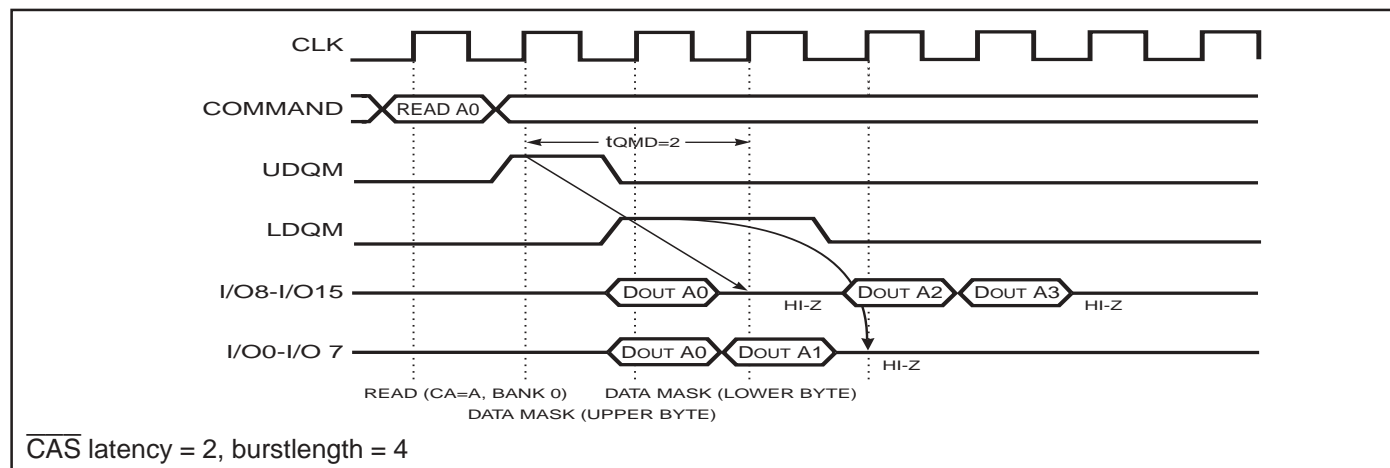 CLK
COMMAND
READ A0
tQMD=2
UDQM
LDQM
I/O8-I/O15
DOUT A0
HI-Z
DOUT A2
DOUT A3
HI-Z
I/O0-I/O 7
DOUT A0
DOUT A1
HI-Z
READ (CA=A, BANK 0)
DATA MASK (LOWER BYTE)
DATA MASK (UPPER BYTE)
C̅A̅S̅ latency = 2, burstlength = 4